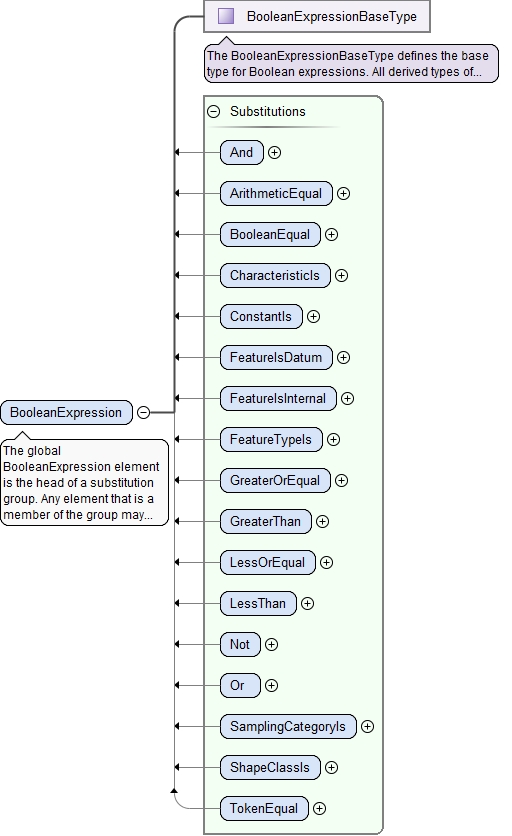 BooleanExpressionBaseType
The BooleanExpressionBaseType defines the base
type for Boolean expressions. All derived types of...
Substitutions
And
ArithmeticEqual
BooleanEqual
CharacteristicIs
ConstantIs
FeatureIsDatum
FeatureIsInternal
FeatureTypeIs
GreaterOrEqual
GreaterThan
LessOrEqual
LessThan
Not
Or
SamplingCategoryIs
ShapeClassIs
TokenEqual
BooleanExpression
The global
BooleanExpression element
is the head of a substitution
group. Any element that is a
member of the group may...